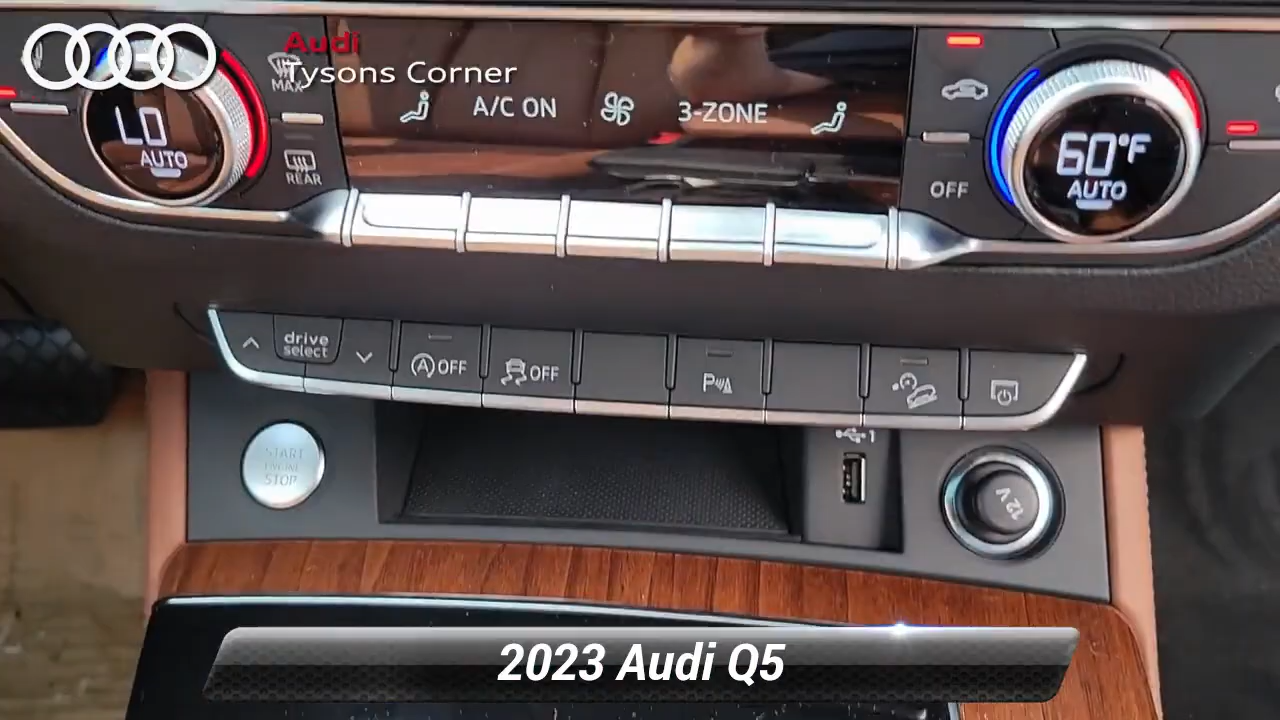 Audi
Tysons Corner
MAX
LO
AUTO
A/C ON
3-ZONE
60°F
AUTO
REAR
OFF
drive
select
A OFF
OFF
P
START
ENGINE
STOP
1
12 V
2023 Audi Q5